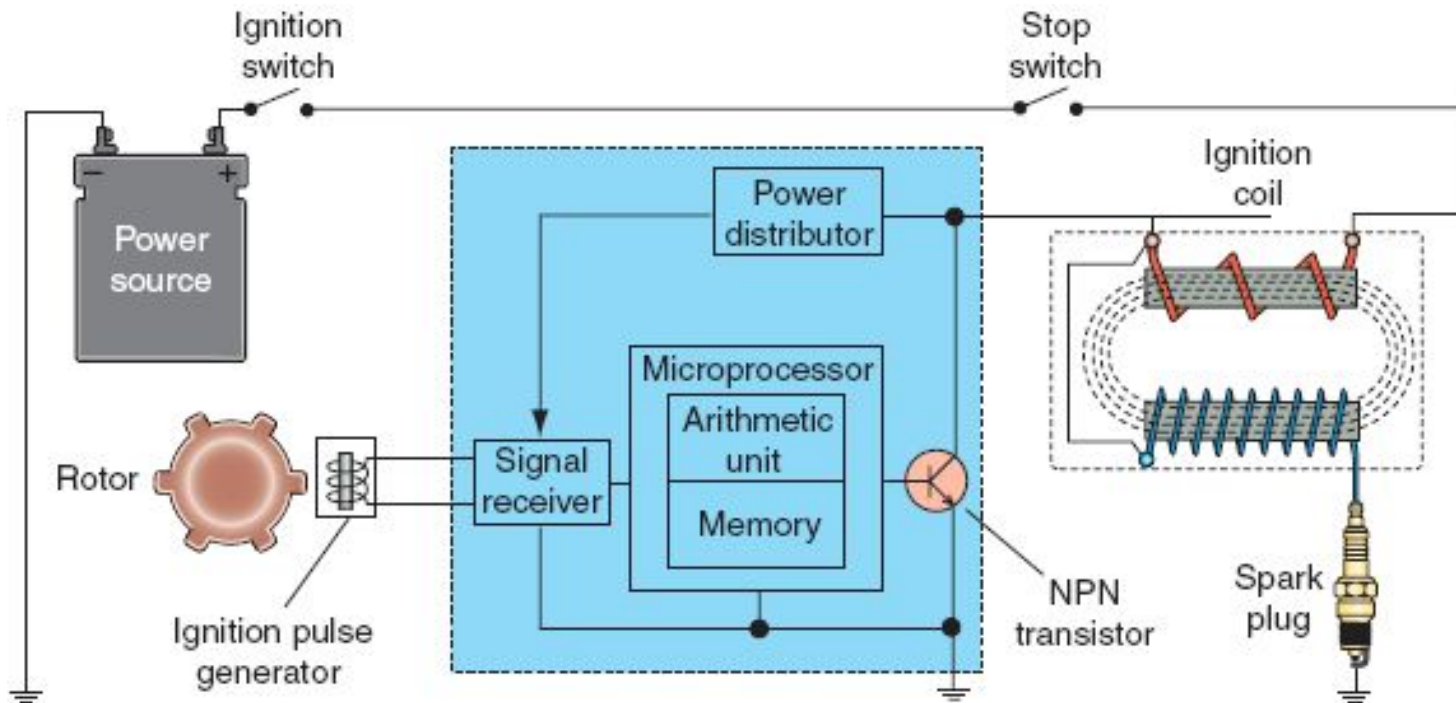 Ignition
switch
Stop
switch
Ignition
coil
− +
Power
source
Power
distributor
Microprocessor
Arithmetic
unit
Memory
Signal
receiver
Rotor
Ignition pulse
generator
NPN
transistor
Spark
plug